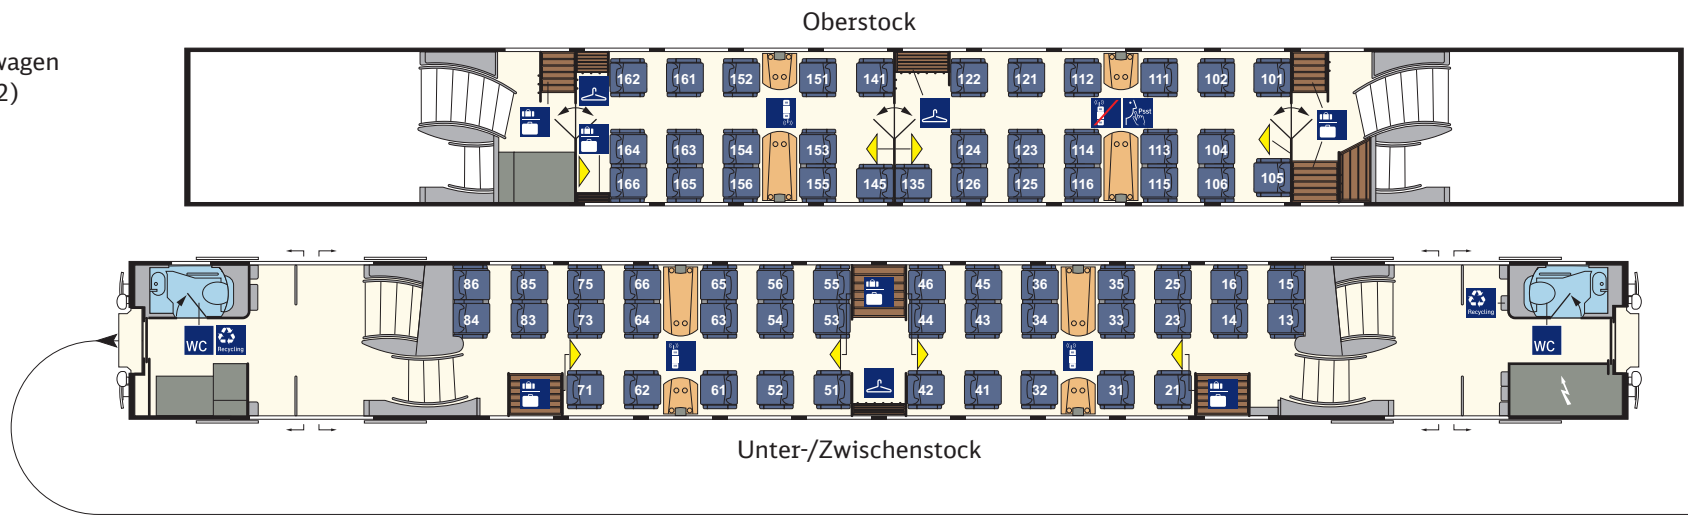 Oberstock
wagen
2)
162 161 152 151 141 122 121 112 111 102 101
Psst
164 163 154 153 124 123 114 113 104
166 165 156 155 145 135 126 125 116 115 106 105
86 85 75 66 65 56 55 46 45 36 35 25 16 15
84 83 73 64 63 54 53 44 43 34 33 23 14 13
WC Recycling
Recycling
WC
71 62 61 52 51 42 41 32 31 21
Unter-/Zwischenstock